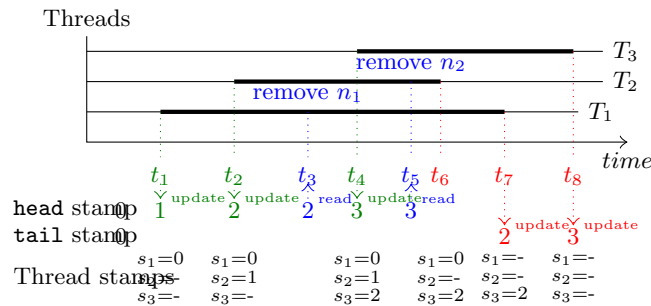 Threads
T₃
remove n₂
T₂
remove n₁
T₁
time
t₁ t₂ t₃ t₄ t₅ t₆ t₇ t₈
update update read update read
head stamp 0 1 2 2 3 3
update update
tail stamp 0 2 3
s₁=0 s₁=0 s₁=0 s₁=0 s₁=- s₁=-
Thread stamps s₂=- s₂=1 s₂=1 s₂=- s₂=- s₂=-
s₃=- s₃=- s₃=2 s₃=2 s₃=2 s₃=-